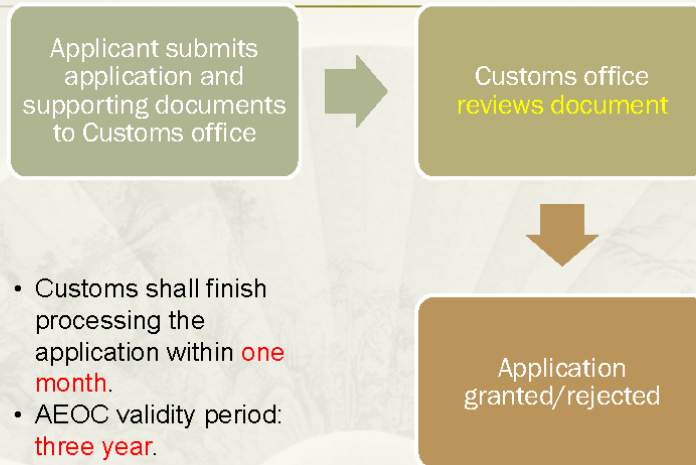 Applicant submits
application and
supporting documents
to Customs office
Customs office
reviews document
• Customs shall finish
processing the
application within one
month.
• AEOC validity period:
three year.
Application
granted/rejected